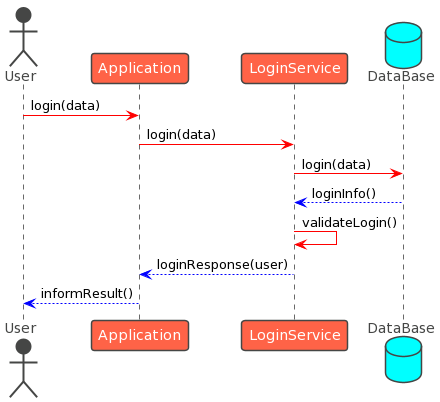 User
Application
LoginService
DataBase
login(data)
login(data)
login(data)
loginInfo()
validateLogin()
loginResponse(user)
informResult()
User
Application
LoginService
DataBase